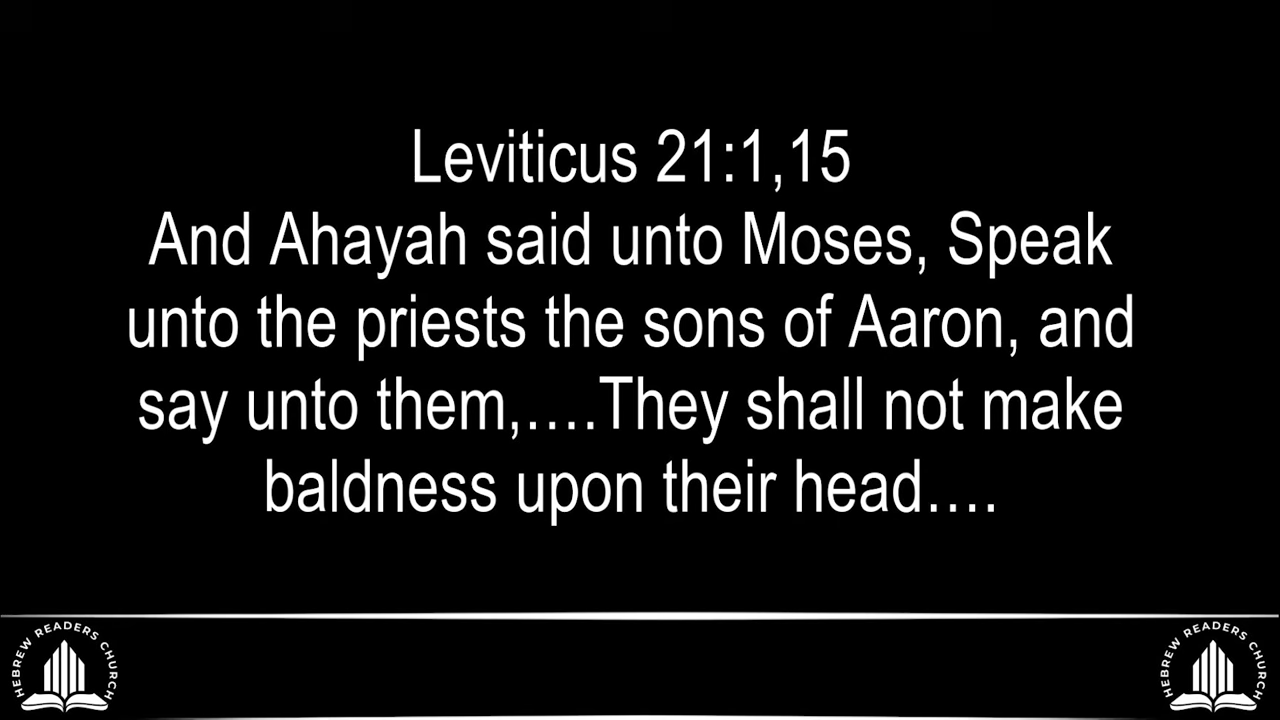 Leviticus 21:1,15
And Ahayah said unto Moses, Speak
unto the priests the sons of Aaron, and
say unto them,....They shall not make
baldness upon their head....
HEBREW READERS CHURCH
HEBREW READERS CHURCH